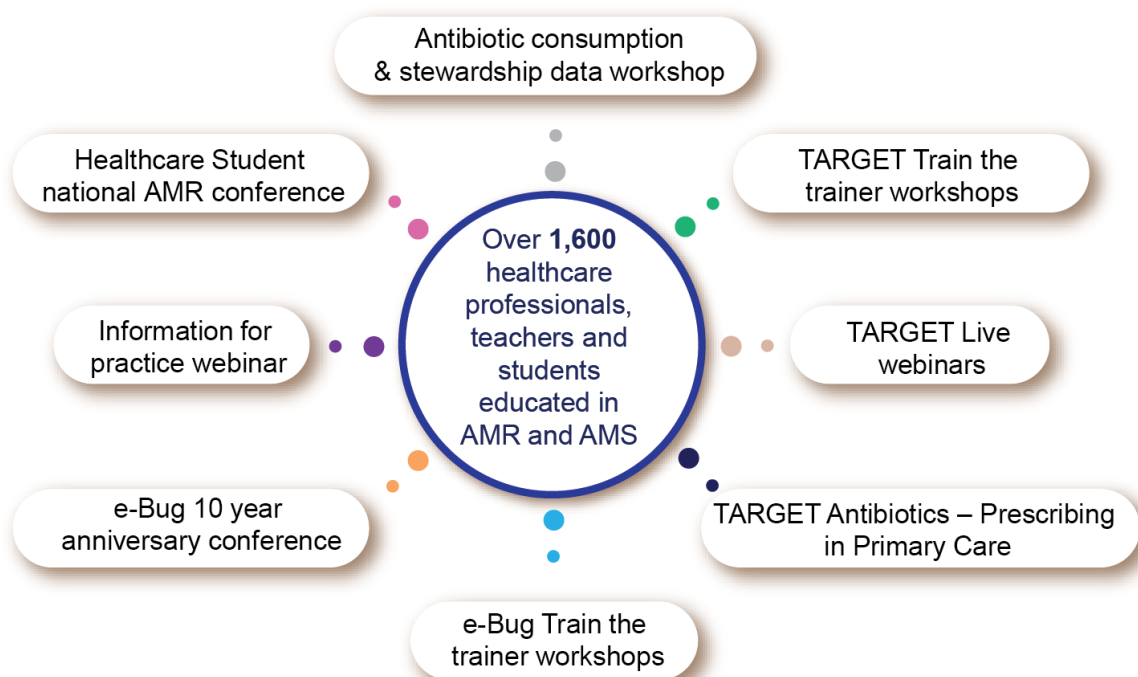 Antibiotic consumption
& stewardship data workshop
Healthcare Student
national AMR conference
TARGET Train the
trainer workshops
Over 1,600
healthcare
professionals,
teachers and
students
educated in
AMR and AMS
Information for
practice webinar
TARGET Live
webinars
e-Bug 10 year
anniversary conference
TARGET Antibiotics – Prescribing
in Primary Care
e-Bug Train the
trainer workshops